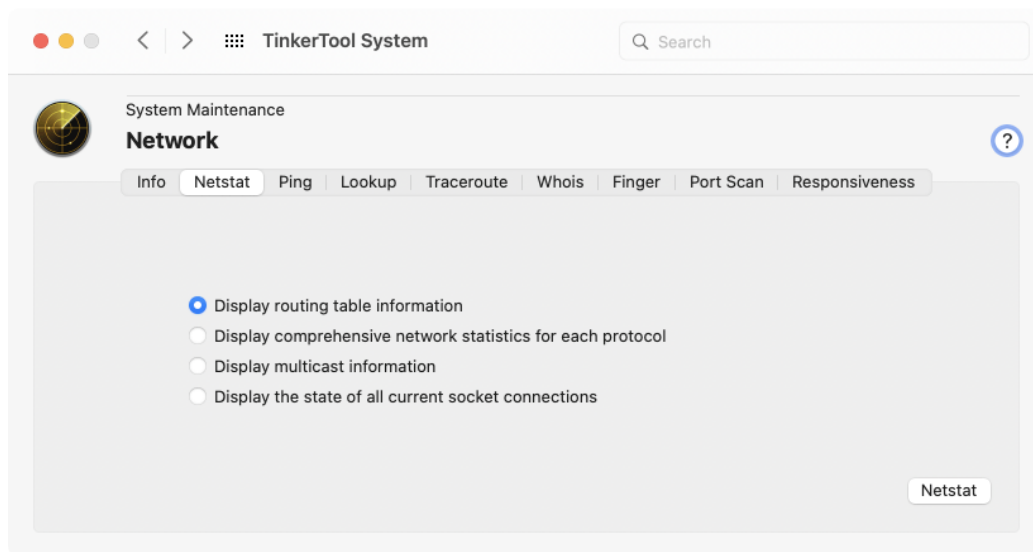 TinkerTool System
Search
System Maintenance
Network
?
Info Netstat Ping Lookup Traceroute Whois Finger Port Scan Responsiveness
Display routing table information
Display comprehensive network statistics for each protocol
Display multicast information
Display the state of all current socket connections
Netstat